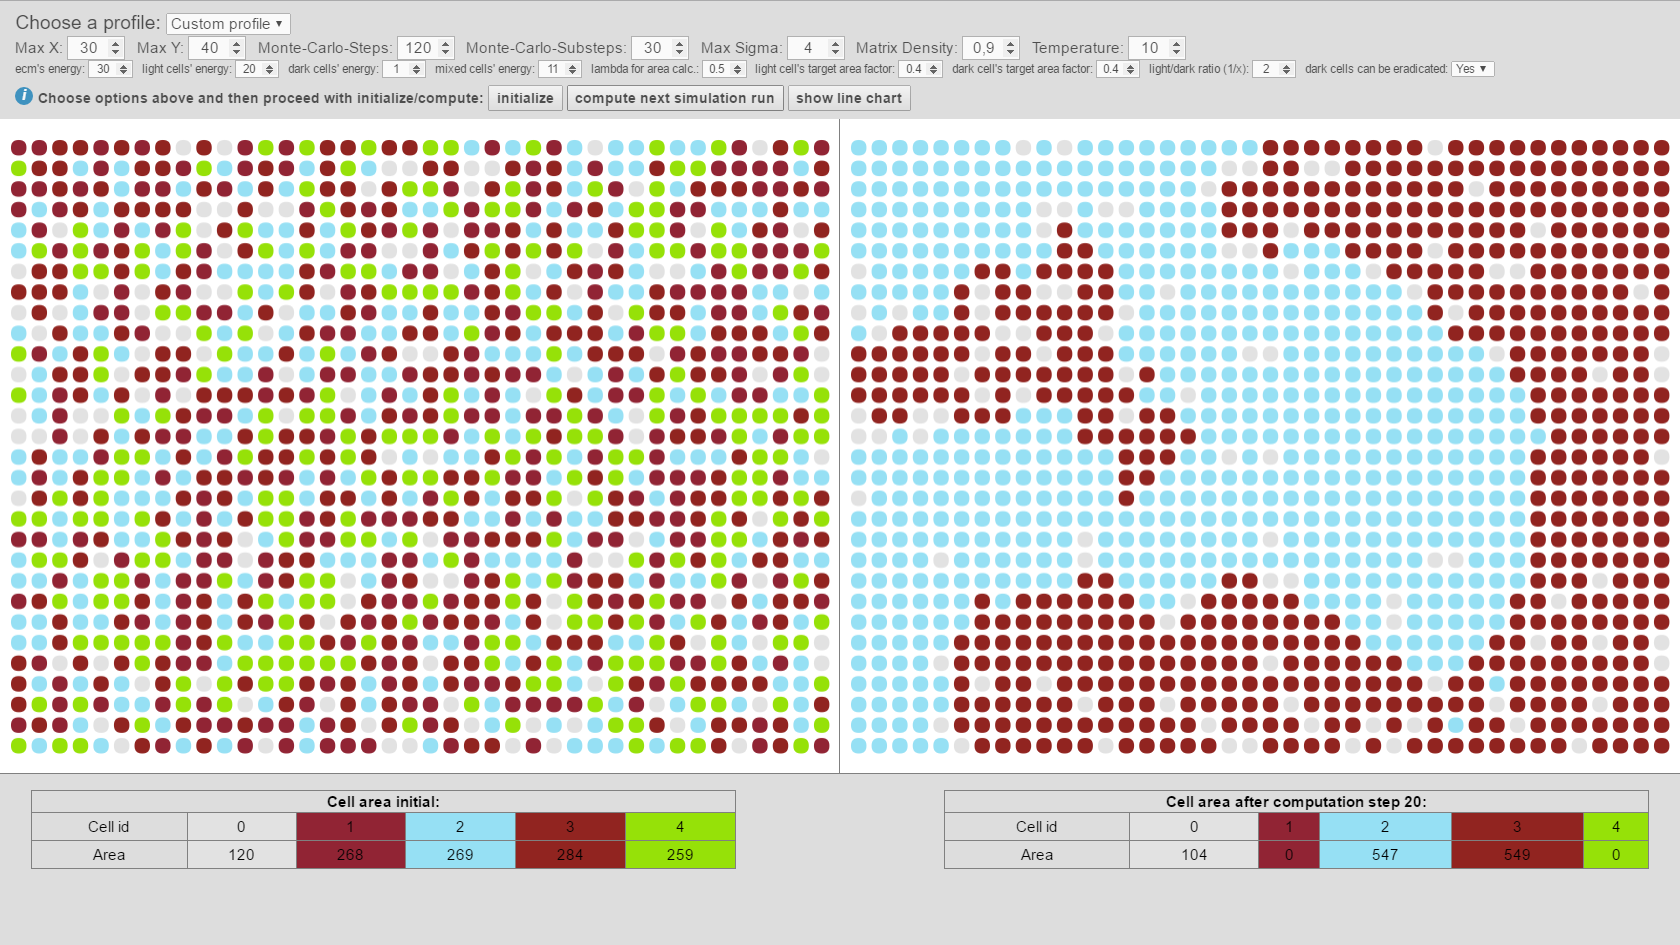 Choose a profile: Custom profile
Max X: 30 Max Y: 40 Monte-Carlo-Steps: 120 Monte-Carlo-Substeps: 30 Max Sigma: 4 Matrix Density: 0,9 Temperature: 10
ecm's energy: 30 light cells' energy: 20 dark cells' energy: 1 mixed cells' energy: 11 lambda for area calc.: 0.5 light cell's target area factor: 0.4 dark cell's target area factor: 0.4 light/dark ratio (1/x): 2 dark cells can be eradicated: Yes
i Choose options above and then proceed with initialize/compute: initialize compute next simulation run show line chart
Cell area initial:
Cell id 0 1 2 3 4
Area 120 268 269 284 259
Cell area after computation step 20:
Cell id 0 1 2 3 4
Area 104 0 547 549 0